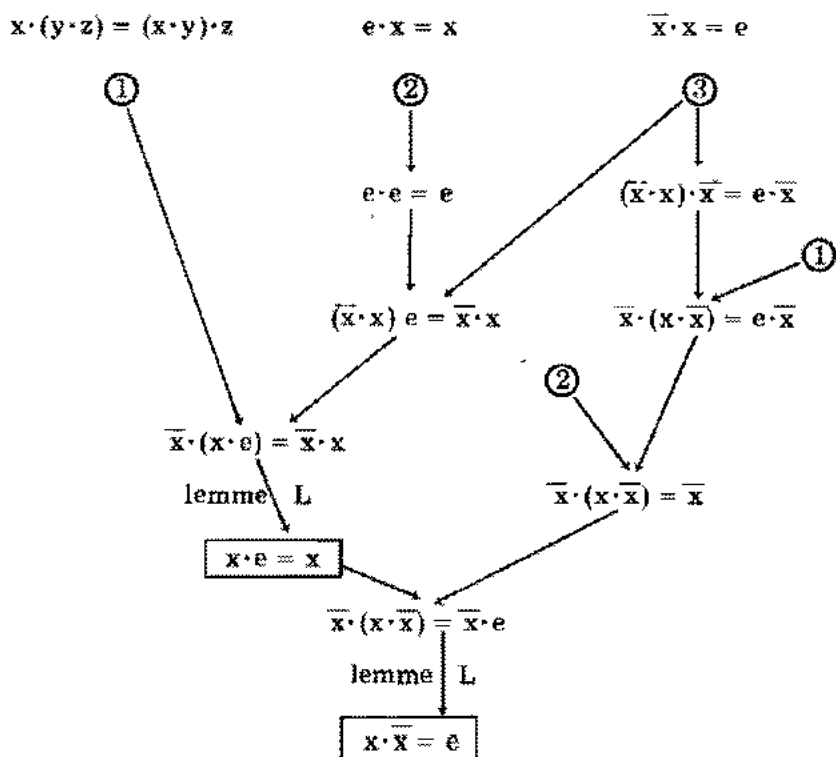 x·(y·z) = (x·y)·z e·x = x x̅·x = e
① ② ③
e·e = e (x̅·x)·x̅ = e·x̅
①
(x̅·x) e = x̅·x x̅·(x·x̅) = e·x̅
②
x̅·(x·e) = x̅·x
lemme L x̅·(x·x̅) = x̅
x·e = x
x̅·(x·x̅) = x̅·e
lemme L
x·x̅ = e